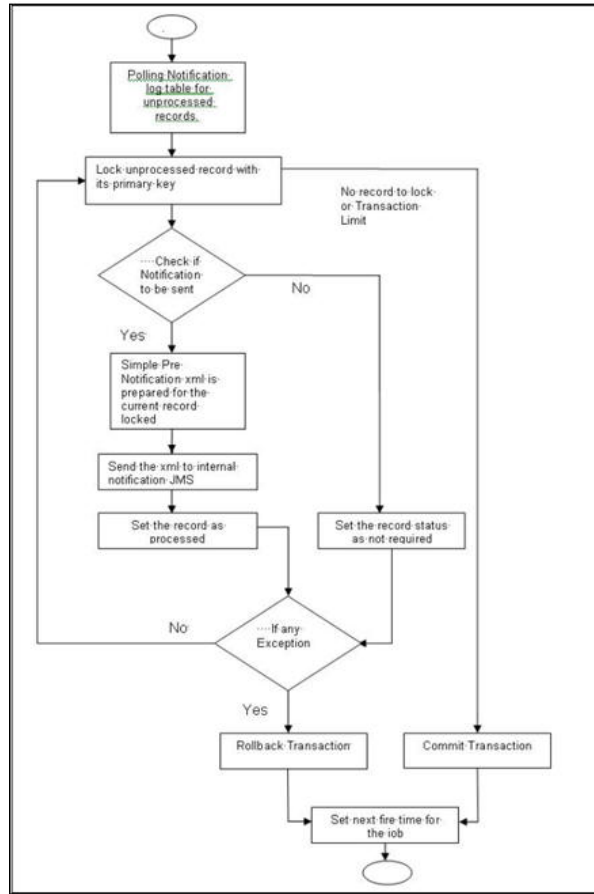 Polling Notification
log table for
unprocessed
records.
Lock unprocessed record with
its primary key
No record to lock
or Transaction
Limit
Check if
Notification
to be sent
No
Yes
Simple Pre
Notification xml is
prepared for the
current record
locked
Send the xml to internal
notification JMS
Set the record as
processed
Set the record status
as not required
No
If any
Exception
Yes
Rollback Transaction
Commit Transaction
Set next fire time for
the job